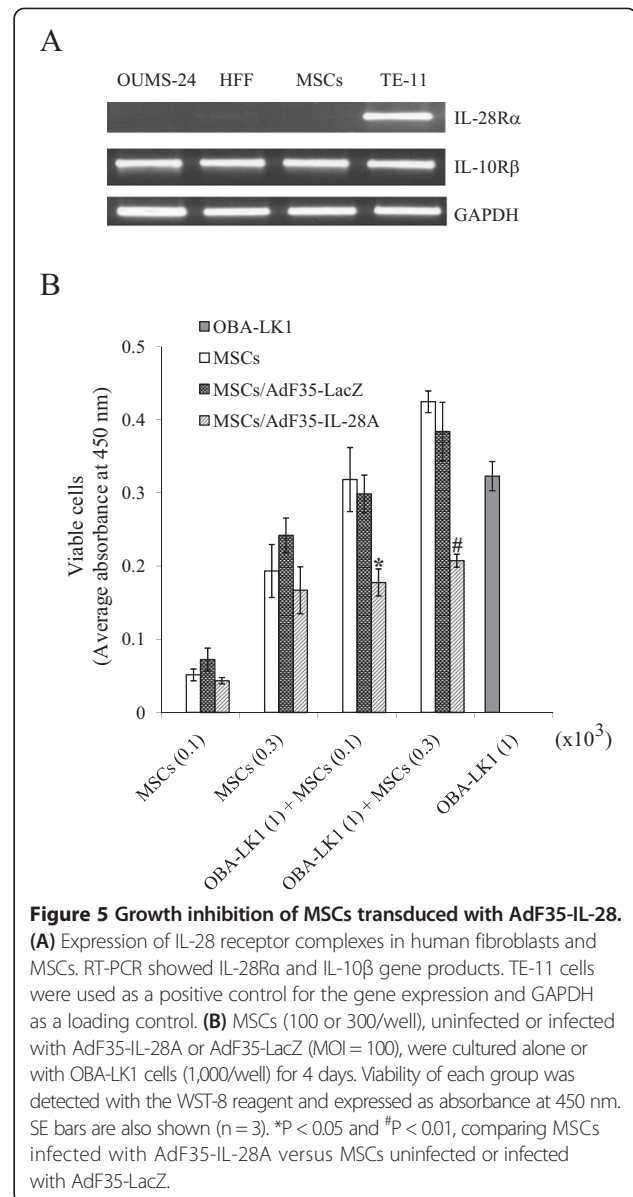 A
OUMS-24 HFF MSCs TE-11
IL-28Rα
IL-10Rβ
GAPDH
B
OBA-LK1
MSCs
MSCs/AdF35-LacZ
MSCs/AdF35-IL-28A
0.5
0.4
0.3
0.2
0.1
0
Viable cells
(Average absorbance at 450 nm)
*
#
MSCs (0.1)
MSCs (0.3)
OBA-LK1 (1) + MSCs (0.1)
OBA-LK1 (1) + MSCs (0.3)
OBA-LK1 (1)
(x10³)
Figure 5 Growth inhibition of MSCs transduced with AdF35-IL-28.
(A) Expression of IL-28 receptor complexes in human fibroblasts and
MSCs. RT-PCR showed IL-28Rα and IL-10β gene products. TE-11 cells
were used as a positive control for the gene expression and GAPDH
as a loading control. (B) MSCs (100 or 300/well), uninfected or infected
with AdF35-IL-28A or AdF35-LacZ (MOI = 100), were cultured alone or
with OBA-LK1 cells (1,000/well) for 4 days. Viability of each group was
detected with the WST-8 reagent and expressed as absorbance at 450 nm.
SE bars are also shown (n = 3). *P < 0.05 and #P < 0.01, comparing MSCs
infected with AdF35-IL-28A versus MSCs uninfected or infected
with AdF35-LacZ.